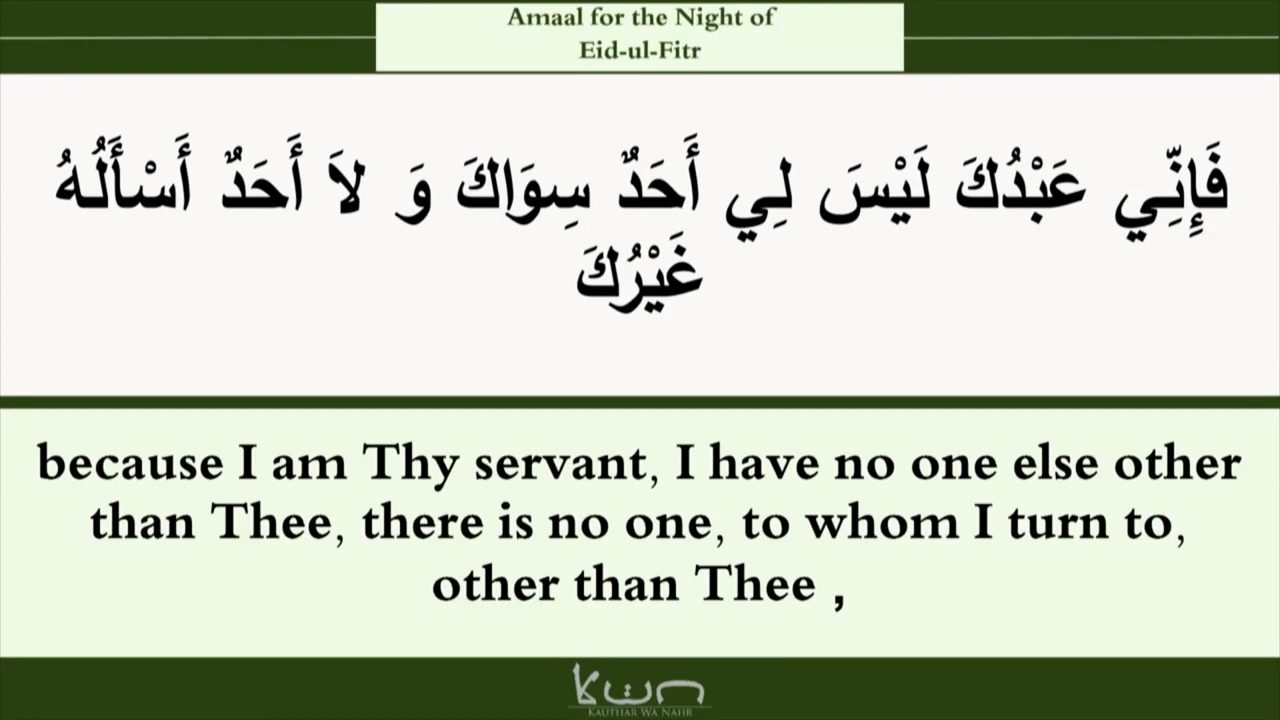 Amaal for the Night of
Eid-ul-Fitr
فَإِنِّي عَبْدُكَ لَيْسَ لِي أَحَدٌ سِوَاكَ وَ لاَ أَحَدٌ أَسْأَلُهُ
غَيْرُكَ
because I am Thy servant, I have no one else other
than Thee, there is no one, to whom I turn to,
other than Thee ,
KAUTHAR WA NAHR